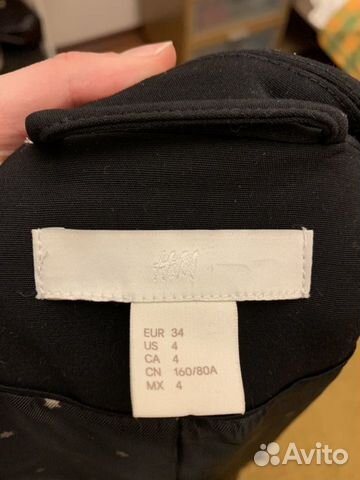 H&M
EUR 34
US 4
CA 4
CN 160/80A
MX 4
Avito